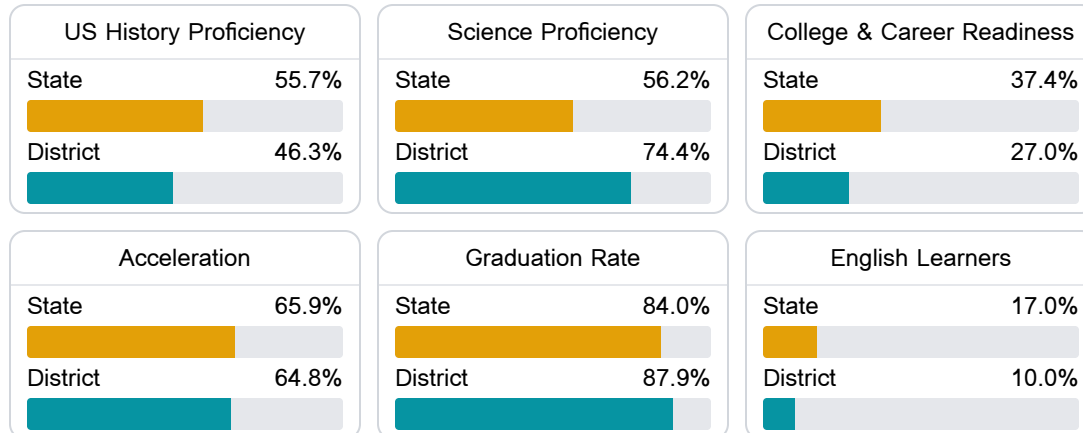 US History Proficiency
State 55.7%
District 46.3%
Science Proficiency
State 56.2%
District 74.4%
College & Career Readiness
State 37.4%
District 27.0%
Acceleration
State 65.9%
District 64.8%
Graduation Rate
State 84.0%
District 87.9%
English Learners
State 17.0%
District 10.0%